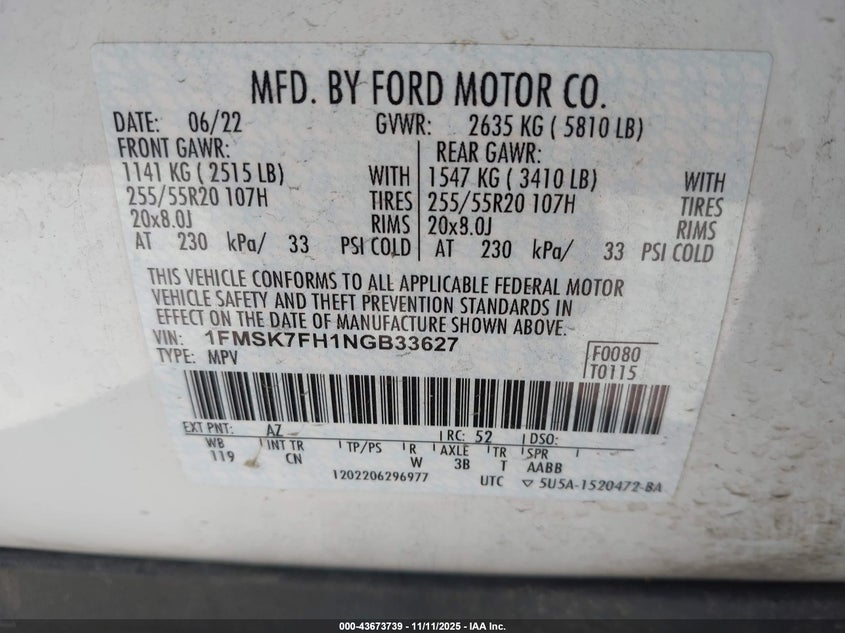 MFD. BY FORD MOTOR CO.
DATE: 06/22 GVWR: 2635 KG ( 5810 LB)
FRONT GAWR: REAR GAWR:
1141 KG ( 2515 LB) WITH 1547 KG ( 3410 LB) WITH
255/55R20 107H TIRES 255/55R20 107H TIRES
20x8.0J RIMS 20x8.0J RIMS
AT 230 kPa/ 33 PSI COLD AT 230 kPa/ 33 PSI COLD
THIS VEHICLE CONFORMS TO ALL APPLICABLE FEDERAL MOTOR
VEHICLE SAFETY AND THEFT PREVENTION STANDARDS IN
EFFECT ON THE DATE OF MANUFACTURE SHOWN ABOVE.
VIN: 1FMSK7FH1NGB33627 F0080
TYPE: MPV T0115
EXT PNT: AZ RC: 52 DSO:
WB INT TR TP/PS R AXLE TR SPR
119 CN W 3B T AABB
1202206296977 UTC ▽ 5U5A-1520472-BA
000-43673739 - 11/11/2025 - IAA Inc.